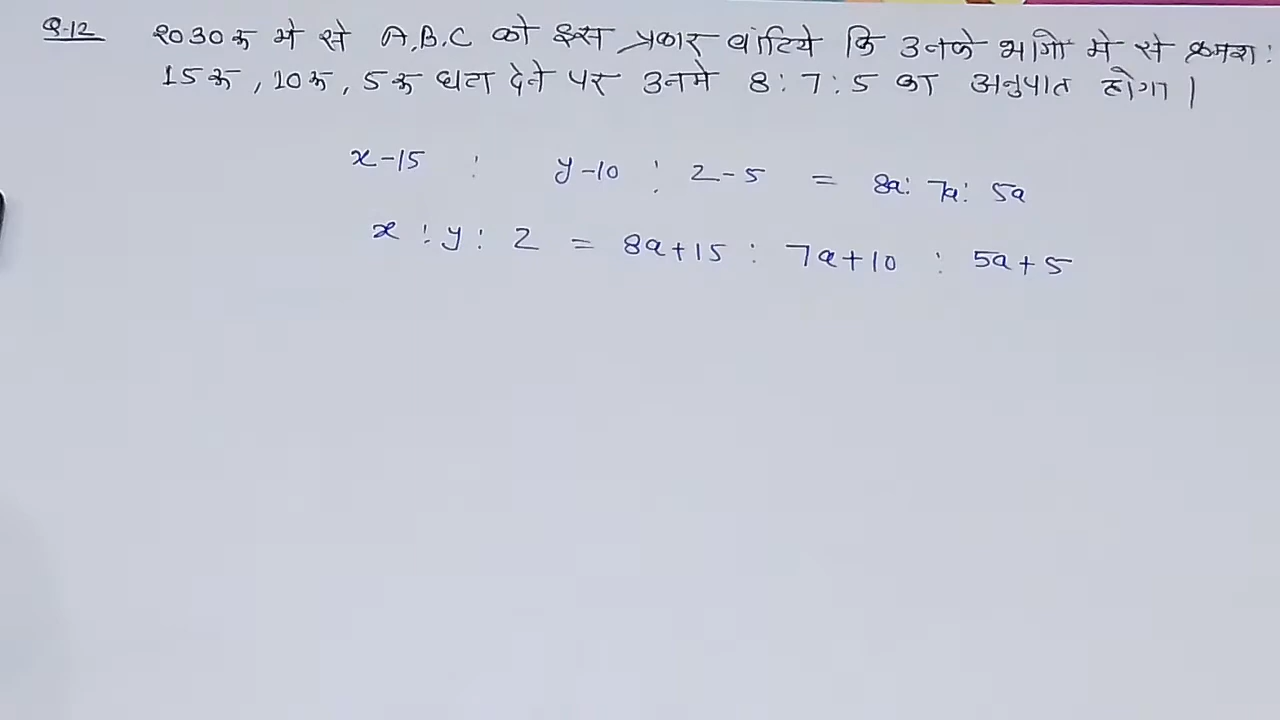 Q.12 2030रू मे से A,B,C को इस प्रकार बांटिये कि उनके भागो मे से क्रमश:
15रू, 10रू, 5रू घटा देने पर उनमे 8:7:5 का अनुपात होगा।
x-15 : y-10 : z-5 = 8a: 7a: 5a
x : y : z = 8a+15 : 7a+10 : 5a+5